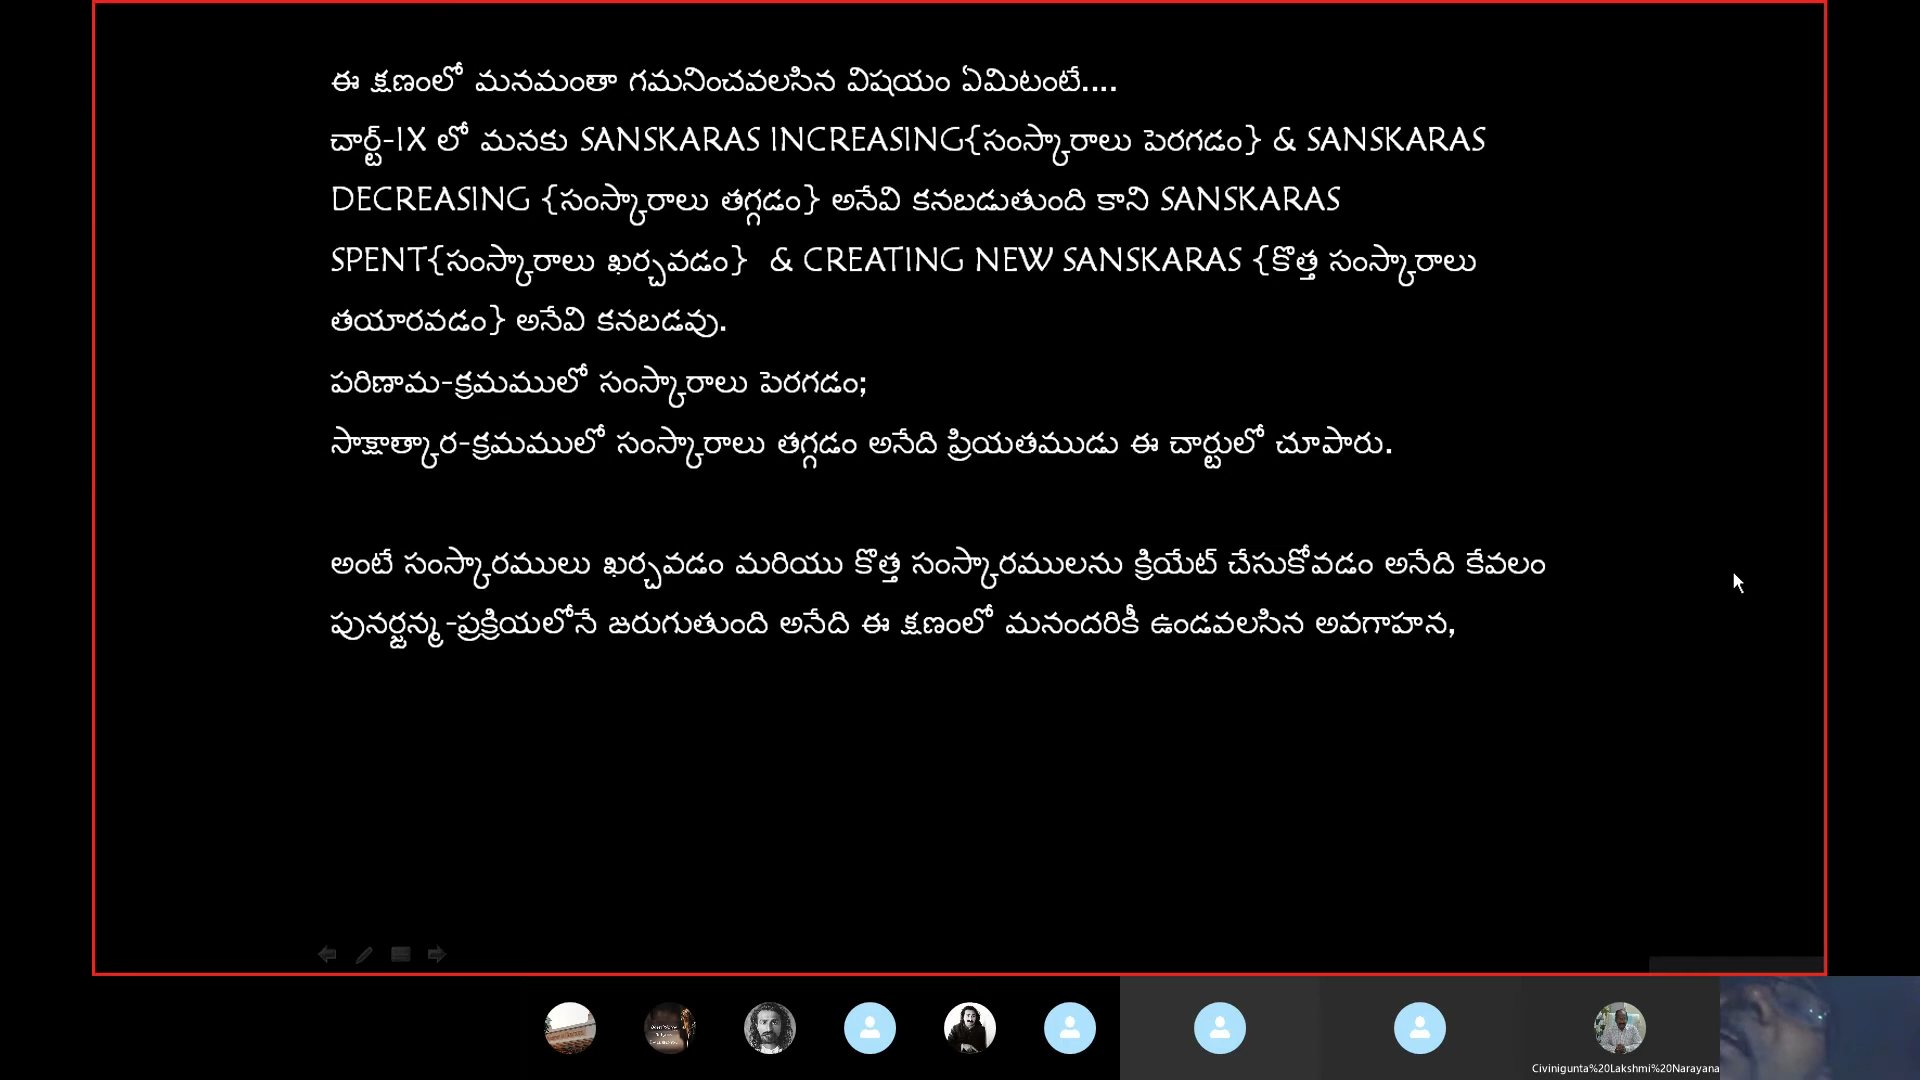 ఈ క్షణంలో మనమంతా గమనించవలసిన విషయం ఏమిటంటే....
చార్ట్-IX లో మనకు SANSKARAS INCREASING{సంస్కారాలు పెరగడం} & SANSKARAS
DECREASING {సంస్కారాలు తగ్గడం} అనేవి కనబడుతుంది కాని SANSKARAS
SPENT{సంస్కారాలు ఖర్చవడం}  & CREATING NEW SANSKARAS {కొత్త సంస్కారాలు
తయారవడం} అనేవి కనబడవు.
పరిణామ-క్రమములో సంస్కారాలు పెరగడం;
సాక్షాత్కార-క్రమములో సంస్కారాలు తగ్గడం అనేది ప్రియతముడు ఈ చార్టులో చూపారు.
అంటే సంస్కారములు ఖర్చవడం మరియు కొత్త సంస్కారములను క్రియేట్ చేసుకోవడం అనేది కేవలం
పునర్జన్మ-ప్రక్రియలోనే జరుగుతుంది అనేది ఈ క్షణంలో మనందరికీ ఉండవలసిన అవగాహన,
Civinigunta%20Lakshmi%20Narayana